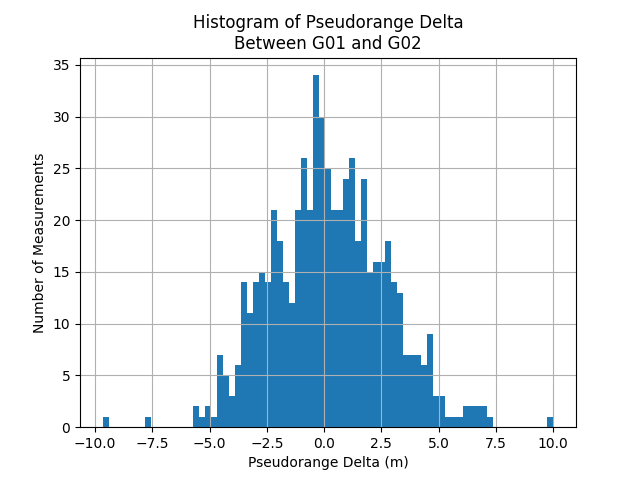 Histogram of Pseudorange Delta
Between G01 and G02
35
30
25
20
15
10
5
0
Number of Measurements
−10.0 −7.5 −5.0 −2.5 0.0 2.5 5.0 7.5 10.0
Pseudorange Delta (m)